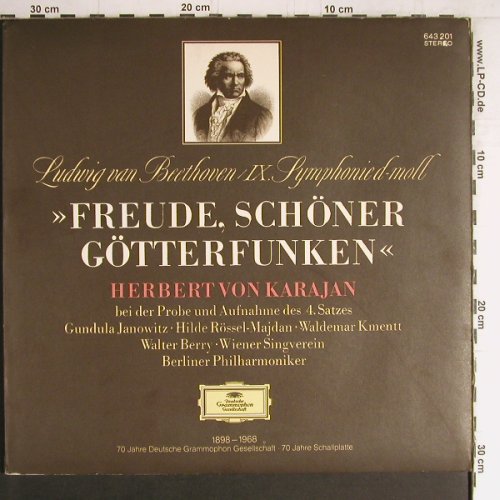 30 cm
20 cm
10 cm
643 201
STEREO
Ludwig van Beethoven / IX. Symphonie d-moll
»FREUDE, SCHÖNER
GÖTTERFUNKEN«
HERBERT VON KARAJAN
bei der Probe und Aufnahme des 4. Satzes
Gundula Janowitz · Hilde Rössel-Majdan · Waldemar Kmentt
Walter Berry · Wiener Singverein
Berliner Philharmoniker
Deutsche
Grammophon
Gesellschaft
1898–1968
70 Jahre Deutsche Grammophon Gesellschaft · 70 Jahre Schallplatte
www.LP-CD.de
10 cm
20 cm
30 cm